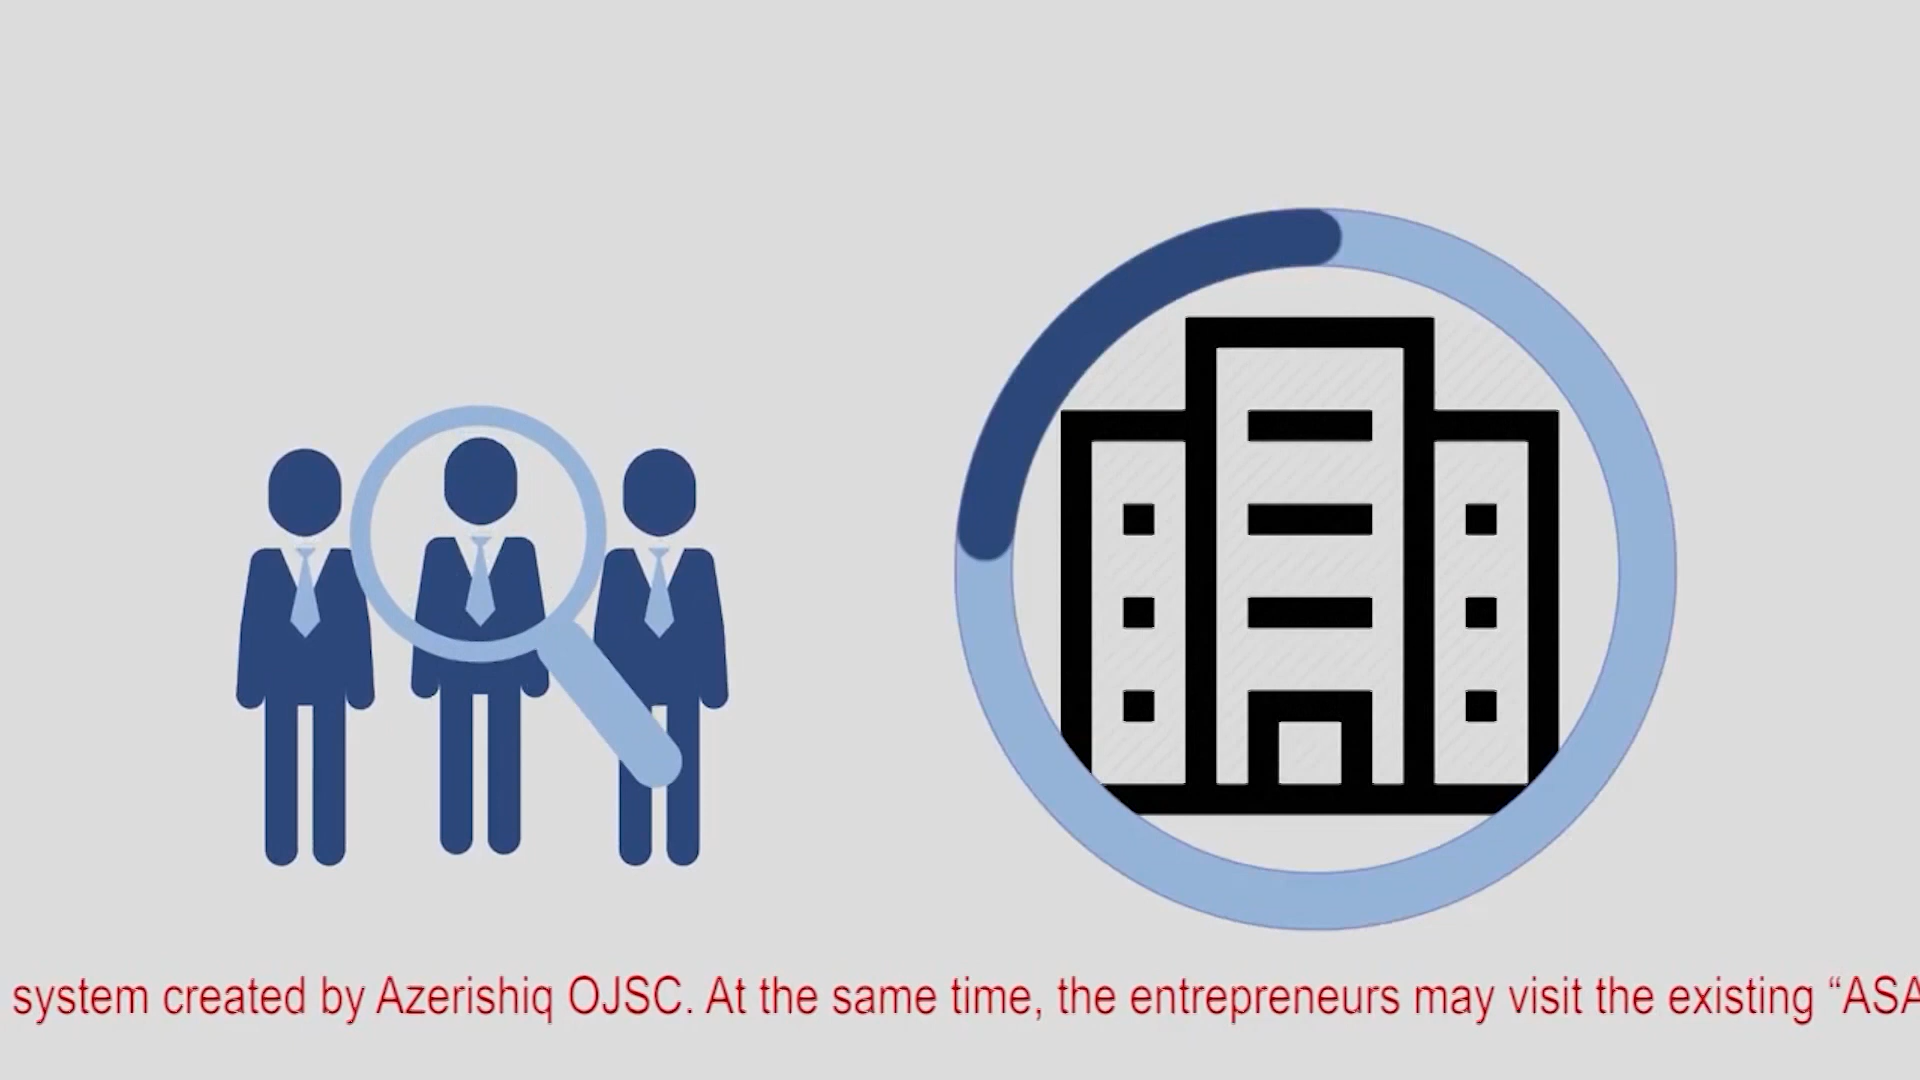 system created by Azerishiq OJSC. At the same time, the entrepreneurs may visit the existing “ASA